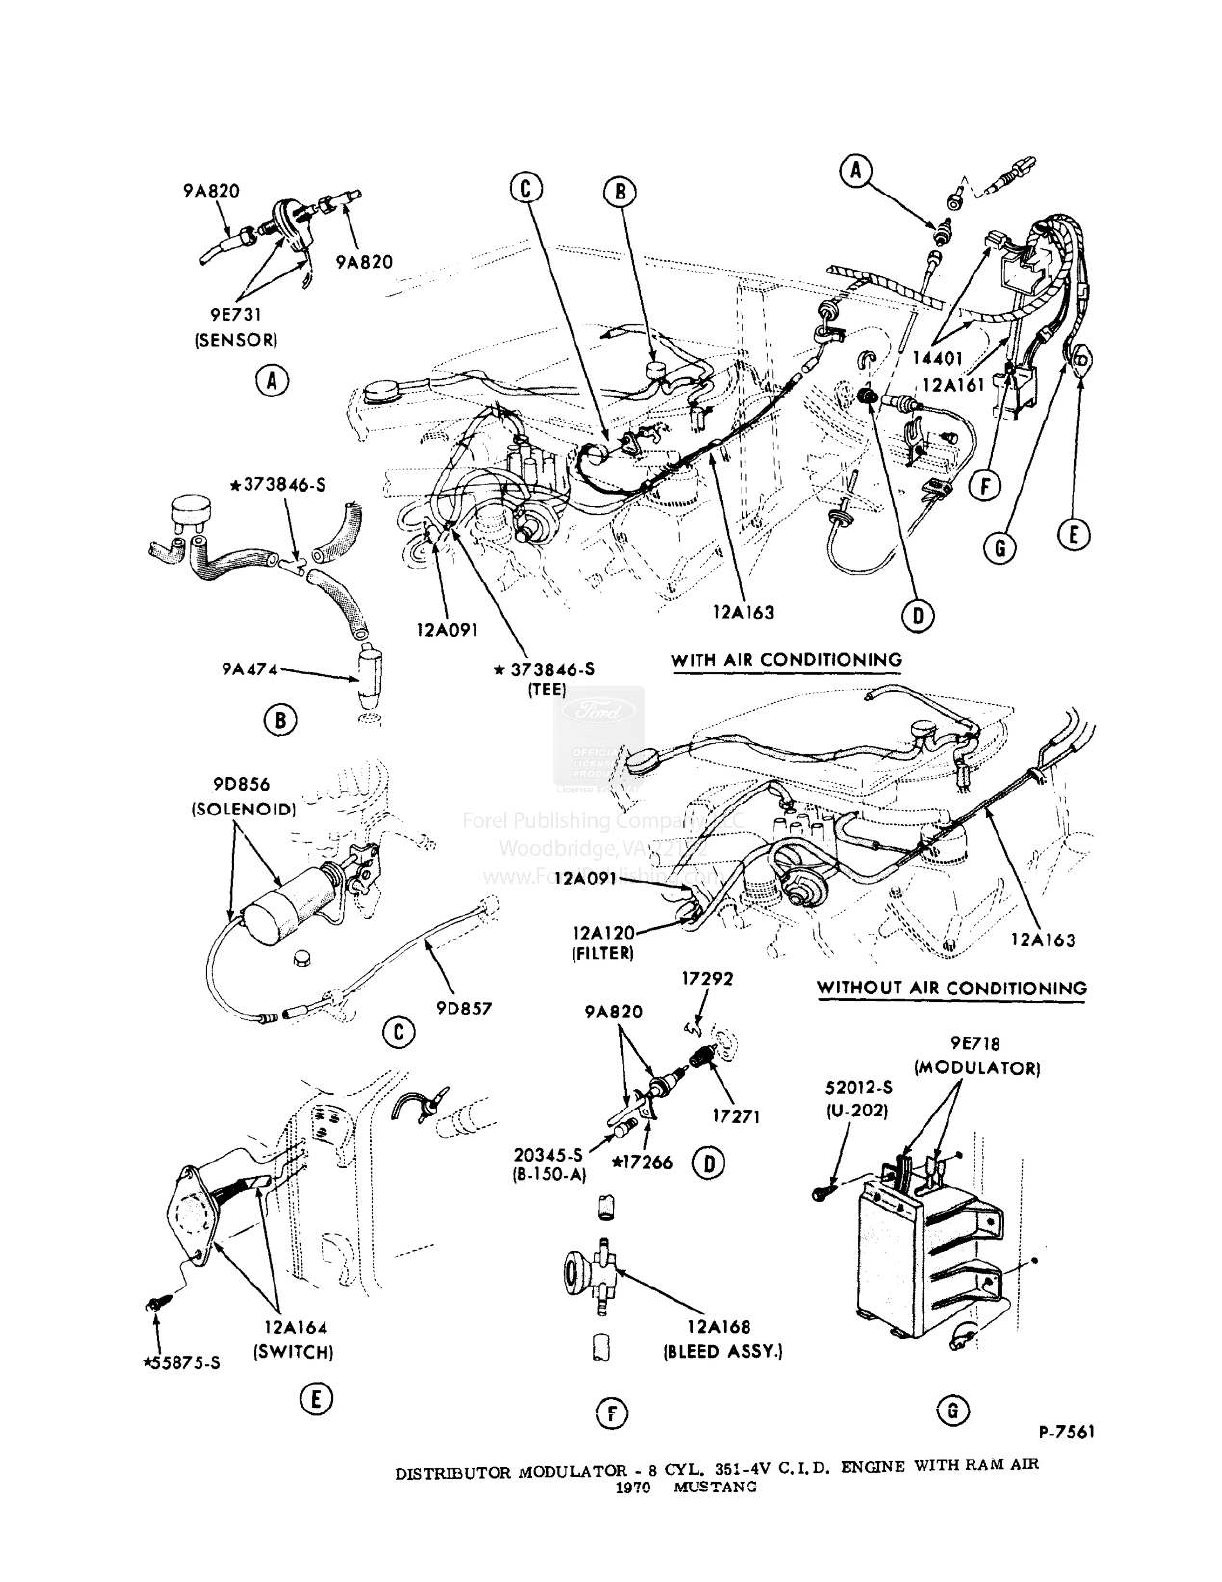 9A820
9A820
9E731
(SENSOR)
A
C
B
A
14401
12A161
F
G
E
D
12A163
12A091
★373846-S
(TEE)
WITH AIR CONDITIONING
★373846-S
9A474
B
Ford
OFFICIAL
LICENSED
PRODUCT
Forel Publishing Company, LLC
Woodbridge, VA 22192
www.ForelPublishing.com
9D856
(SOLENOID)
9D857
C
12A091
12A120
(FILTER)
12A163
WITHOUT AIR CONDITIONING
17292
9A820
17271
20345-S
(B-150-A)
★17266
D
9E718
(MODULATOR)
52012-S
(U-202)
G
12A164
(SWITCH)
★55875-S
E
12A168
(BLEED ASSY.)
F
P-7561
DISTRIBUTOR MODULATOR - 8 CYL. 351-4V C.I.D. ENGINE WITH RAM AIR
1970 MUSTANG